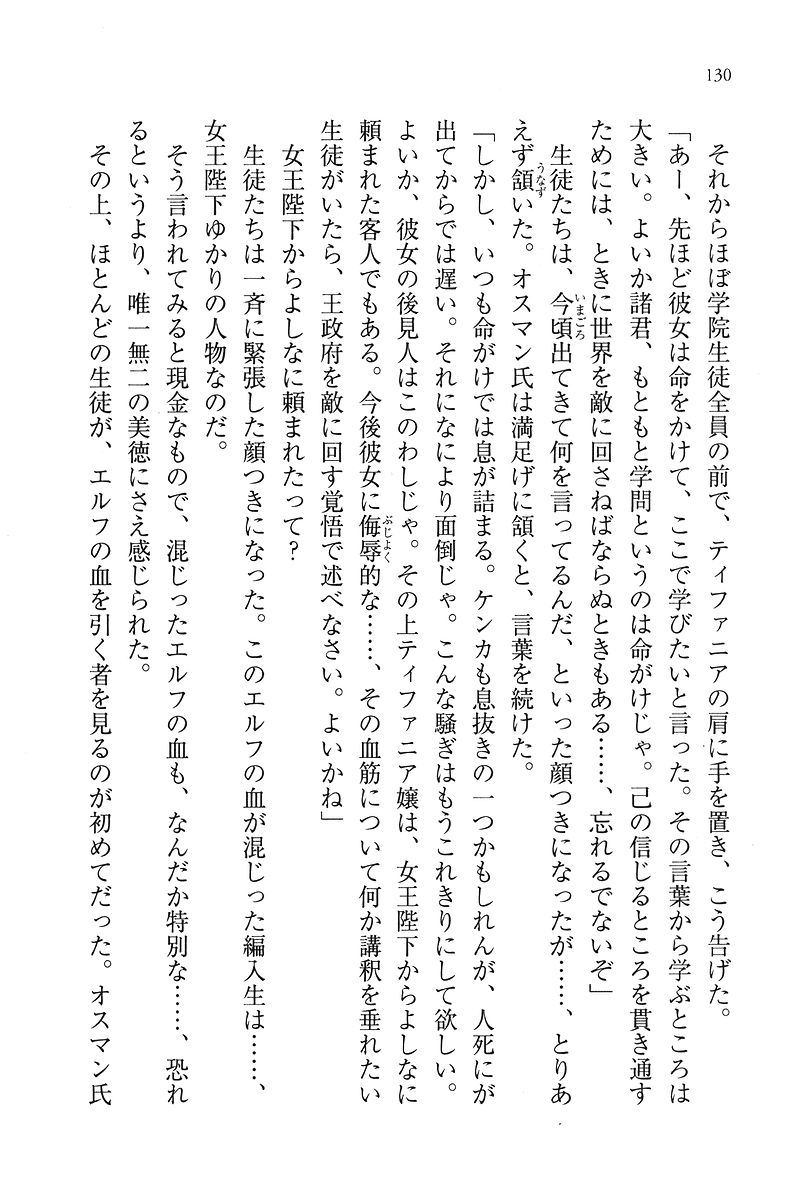 130
それからほぼ学院生徒全員の前で、ティファニアの肩に手を置き、こう告げた。
「あー、先ほど彼女は命をかけて、ここで学びたいと言った。その言葉から学ぶところは
大きい。よいか諸君、もともと学問というのは命がけじゃ。己の信じるところを貫き通す
ためには、ときに世界を敵に回さねばならぬときもある……、忘れるでないぞ」
生徒たちは、今頃出てきて何を言ってるんだ、といった顔つきになったが……、とりあ
えず頷いた。オスマン氏は満足げに頷くと、言葉を続けた。
「しかし、いつも命がけでは息が詰まる。ケンカも息抜きの一つかもしれんが、人死にが
出てからでは遅い。それになにより面倒じゃ。こんな騒ぎはもうこれきりにして欲しい。
よいか、彼女の後見人はこのわしじゃ。その上ティファニア嬢は、女王陛下からよしなに
頼まれた客人でもある。今後彼女に侮辱的な……、その血筋について何か講釈を垂れたい
生徒がいたら、王政府を敵に回す覚悟で述べなさい。よいかね」
女王陛下からよしなに頼まれたって？
生徒たちは一斉に緊張した顔つきになった。このエルフの血が混じった編入生は……、
女王陛下ゆかりの人物なのだ。
そう言われてみると現金なもので、混じったエルフの血も、なんだか特別な……、恐れ
るというより、唯一無二の美徳にさえ感じられた。
その上、ほとんどの生徒が、エルフの血を引く者を見るのが初めてだった。オスマン氏